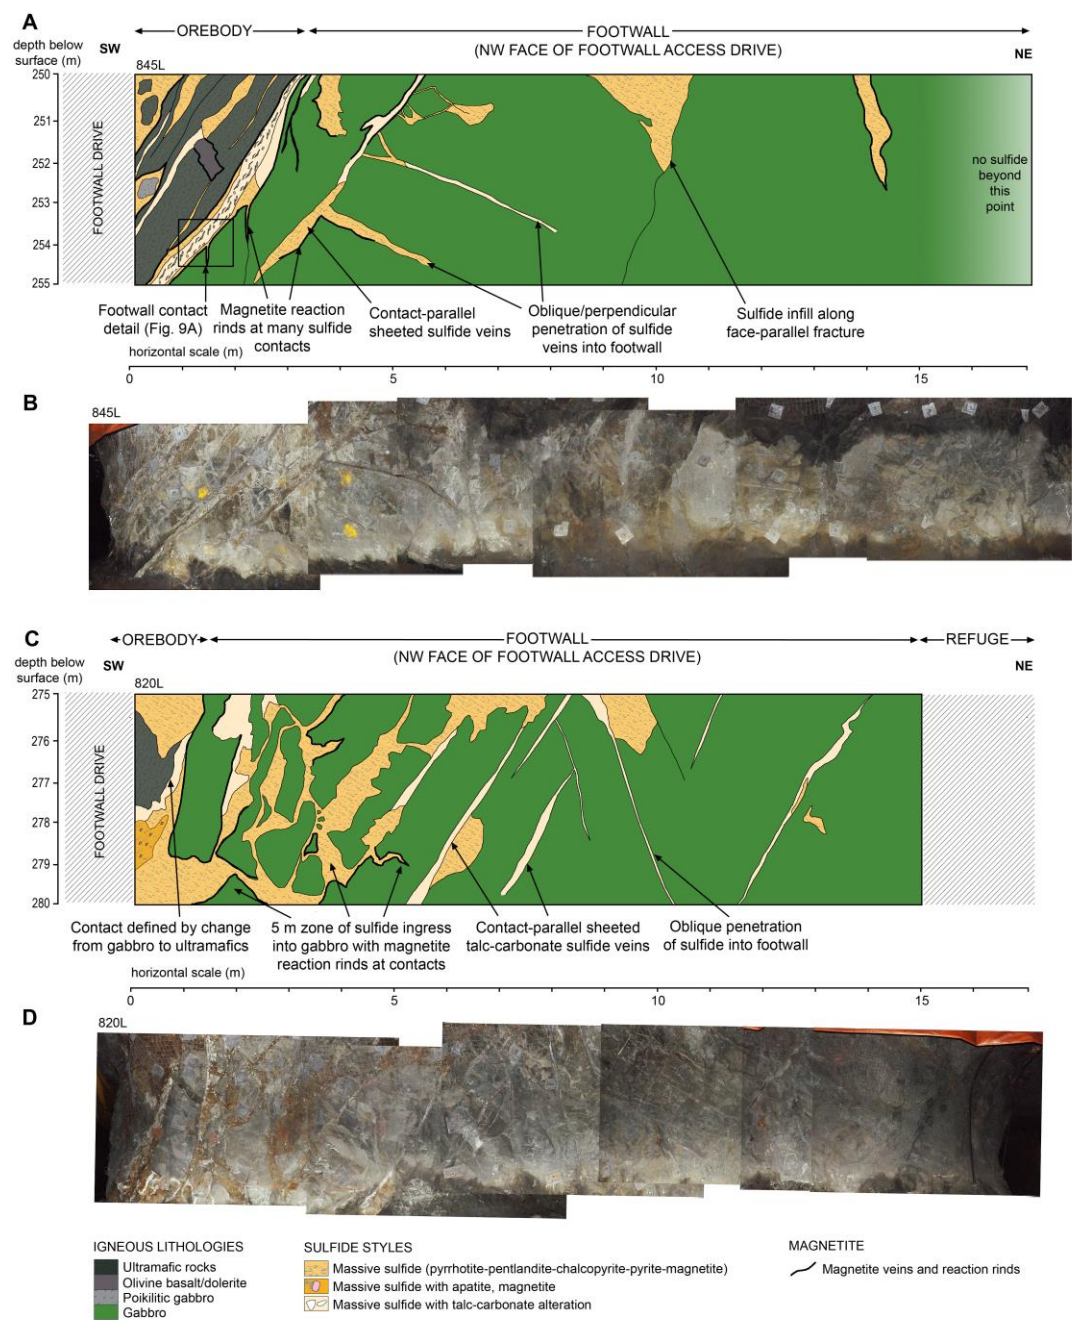 A
OREBODY
FOOTWALL
(NW FACE OF FOOTWALL ACCESS DRIVE)
depth below
surface (m)
SW
NE
845L
250
251
252
253
254
255
FOOTWALL DRIVE
no sulfide
beyond
this
point
Footwall contact
detail (Fig. 9A)
Magnetite reaction
rinds at many sulfide
contacts
Contact-parallel
sheeted sulfide veins
Oblique/perpendicular
penetration of sulfide
veins into footwall
Sulfide infill along
face-parallel fracture
horizontal scale (m)
0
5
10
15
B
845L
C
OREBODY
FOOTWALL
REFUGE
(NW FACE OF FOOTWALL ACCESS DRIVE)
depth below
surface (m)
SW
NE
820L
275
276
277
278
279
280
FOOTWALL DRIVE
Contact defined by change
from gabbro to ultramafics
5 m zone of sulfide ingress
into gabbro with magnetite
reaction rinds at contacts
Contact-parallel sheeted
talc-carbonate sulfide veins
Oblique penetration
of sulfide into footwall
horizontal scale (m)
0
5
10
15
D
820L
IGNEOUS LITHOLOGIES
Ultramafic rocks
Olivine basalt/dolerite
Poikilitic gabbro
Gabbro
SULFIDE STYLES
Massive sulfide (pyrrhotite-pentlandite-chalcopyrite-pyrite-magnetite)
Massive sulfide with apatite, magnetite
Massive sulfide with talc-carbonate alteration
MAGNETITE
Magnetite veins and reaction rinds